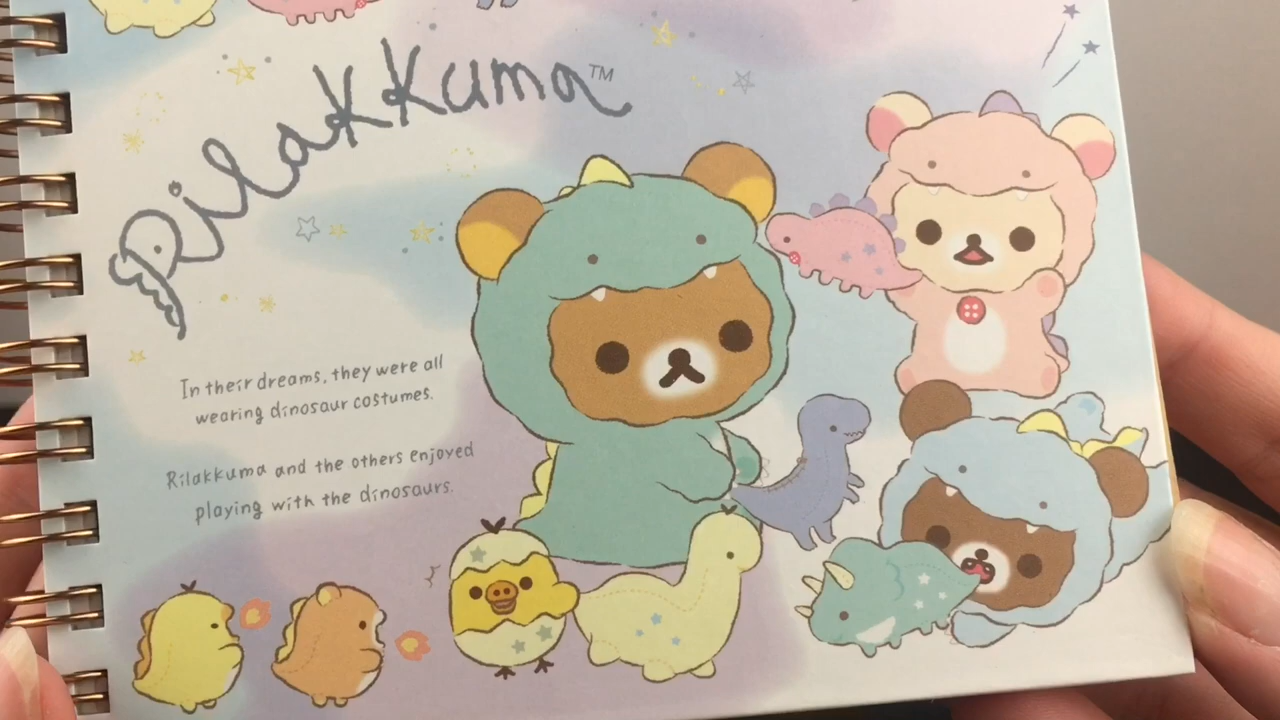 Rilakkuma™
In their dreams, they were all
wearing dinosaur costumes.
Rilakkuma and the others enjoyed
playing with the dinosaurs.